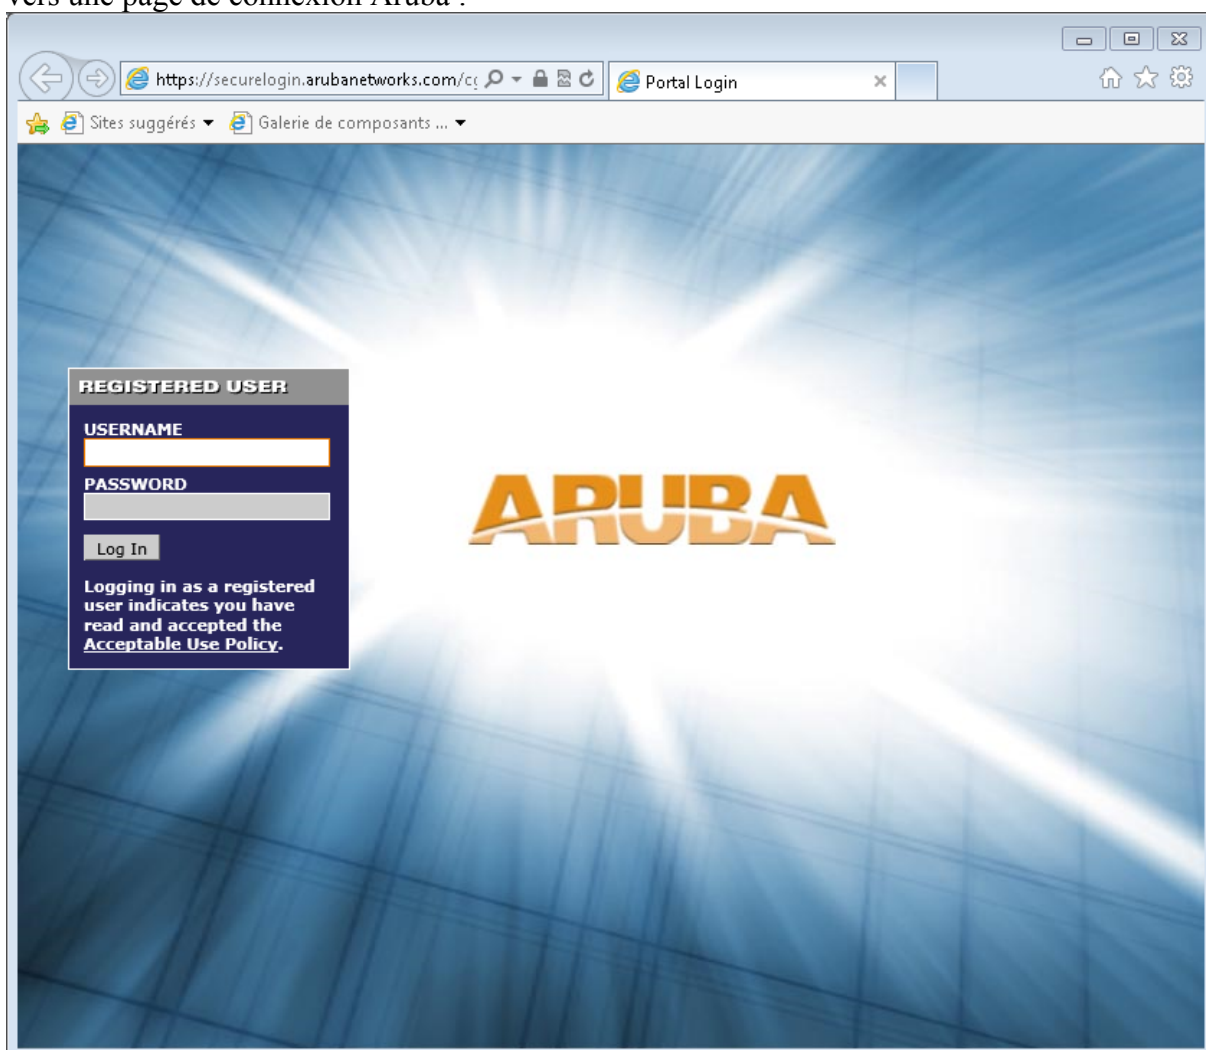 vers une page de connexion Aruba :
https://securelogin.arubanetworks.com/c
Portal Login
Sites suggérés
Galerie de composants ...
REGISTERED USER
USERNAME
PASSWORD
Log In
Logging in as a registered
user indicates you have
read and accepted the
Acceptable Use Policy.
ARUBA